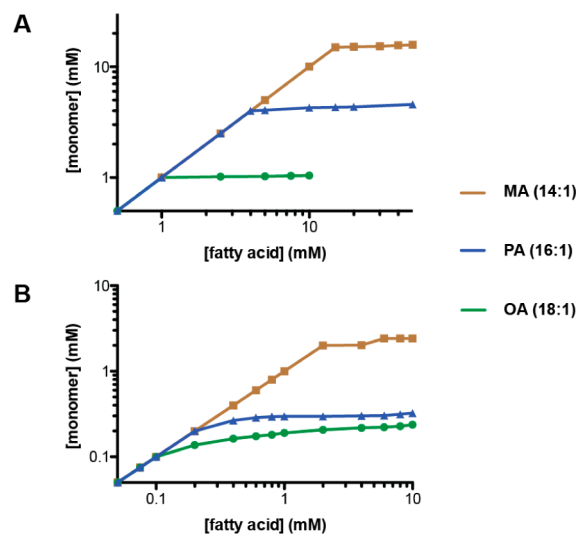 A
[monomer] (mM)
10
1
1
10
[fatty acid] (mM)
MA (14:1)
PA (16:1)
OA (18:1)
B
[monomer] (mM)
10
1
0.1
0.1
1
10
[fatty acid] (mM)